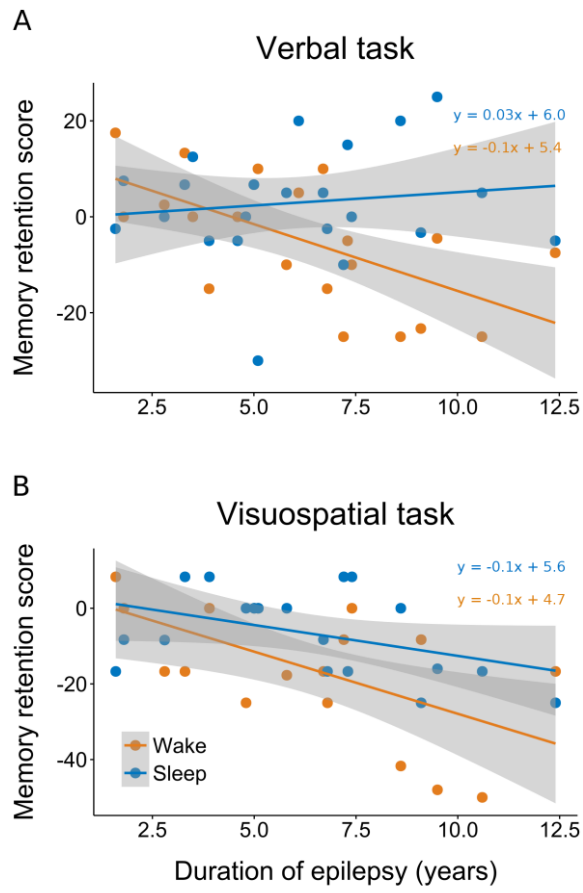 A
Verbal task
Memory retention score
20
0
-20
y = 0.03x + 6.0
y = -0.1x + 5.4
2.5
5.0
7.5
10.0
12.5
B
Visuospatial task
Memory retention score
0
-20
-40
y = -0.1x + 5.6
y = -0.1x + 4.7
Wake
Sleep
2.5
5.0
7.5
10.0
12.5
Duration of epilepsy (years)